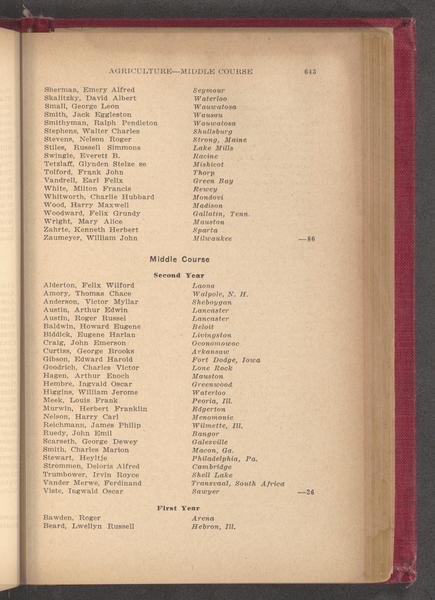 AGRICULTURE—MIDDLE COURSE 643
Sherman, Emery Alfred Seymour
Skalitzky, David Albert Waterloo
Small, George Leon Wauwatosa
Smith, Jack Eggleston Wausau
Smithyman, Ralph Pendleton Wauwatosa
Stephens, Walter Charles Shullsburg
Stevens, Nelson Roger Strong, Maine
Stiles, Russell Simmons Lake Mills
Swingle, Everett B. Racine
Tetzlaff, Glynden Stelze se Mishicot
Tolford, Frank John Thorp
Vandrell, Earl Felix Green Bay
White, Milton Francis Rewey
Whitworth, Charlie Hubbard Mondovi
Wood, Harry Maxwell Madison
Woodward, Felix Grundy Gallatin, Tenn.
Wright, Mary Alice Mauston
Zahrte, Kenneth Herbert Sparta
Zaumeyer, William John Milwaukee —86
Middle Course
Second Year
Alderton, Felix Wilford Laona
Amory, Thomas Chace Walpole, N. H.
Anderson, Victor Myllar Sheboygan
Austin, Arthur Edwin Lancaster
Austin, Roger Russel Lancaster
Baldwin, Howard Eugene Beloit
Biddick, Eugene Harlan Livingston
Craig, John Emerson Oconomowoc
Curtiss, George Brooks Arkansaw
Gibson, Edward Harold Fort Dodge, Iowa
Goodrich, Charles Victor Lone Rock
Hagen, Arthur Enoch Mauston
Hembre, Ingvald Oscar Greenwood
Higgins, William Jerome Waterloo
Meek, Louis Frank Peoria, Ill.
Murwin, Herbert Franklin Edgerton
Nelson, Harry Carl Menomonie
Reichmann, James Philip Wilmette, Ill.
Ruedy, John Emil Bangor
Scarseth, George Dewey Galesville
Smith, Charles Marion Macon, Ga.
Stewart, Heyltje Philadelphia, Pa.
Strommen, Deloris Alfred Cambridge
Trumbower, Irvin Royce Shell Lake
Vander Merwe, Ferdinand Transvaal, South Africa
Viste, Ingwald Oscar Sawyer —26
First Year
Bawden, Roger Arena
Beard, Lwellyn Russell Hebron, Ill.